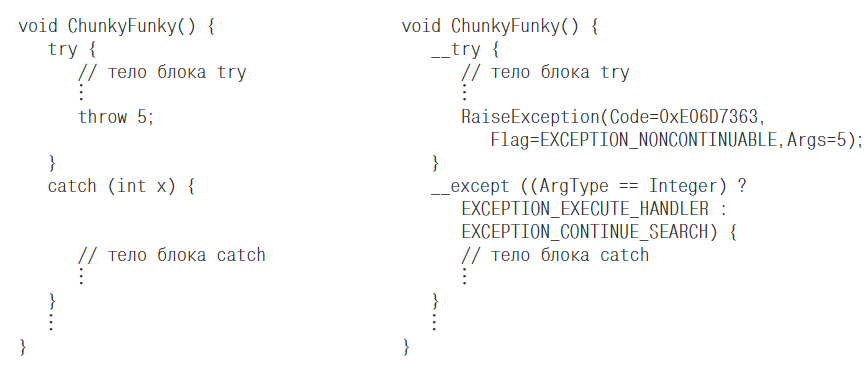 void ChunkyFunky() {
try {
// тело блока try
⋮
throw 5;
}
catch (int x) {
// тело блока catch
⋮
}
⋮
}
void ChunkyFunky() {
__try {
// тело блока try
⋮
RaiseException(Code=0xE06D7363,
Flag=EXCEPTION_NONCONTINUABLE,Args=5);
}
__except ((ArgType == Integer) ?
EXCEPTION_EXECUTE_HANDLER :
EXCEPTION_CONTINUE_SEARCH) {
// тело блока catch
⋮
}
⋮
}